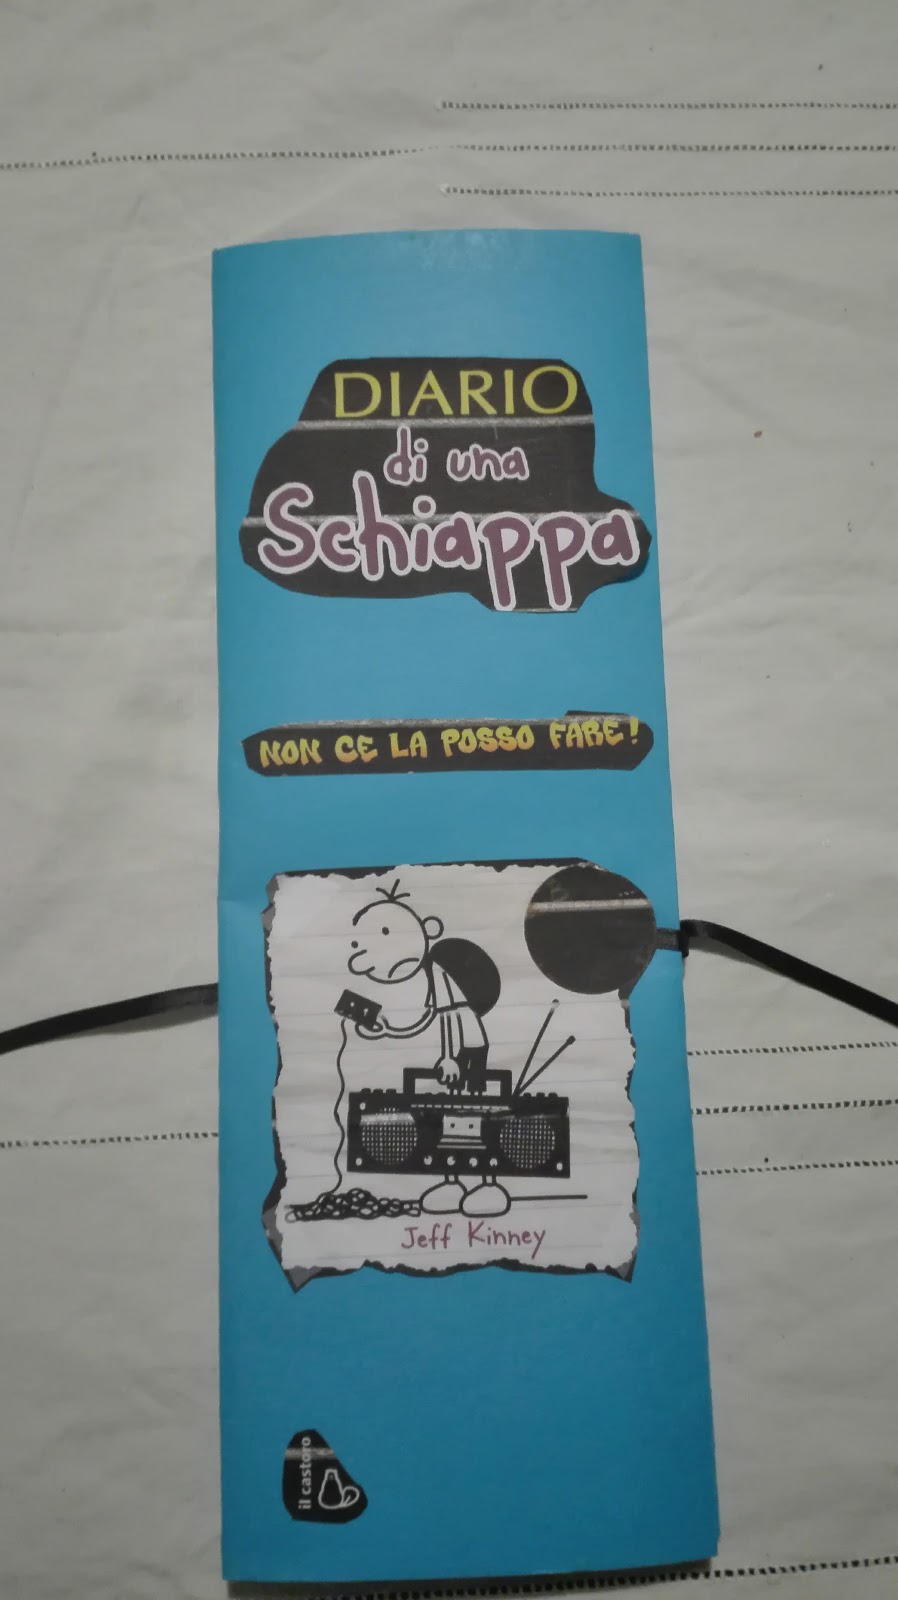 DIARIO
di una
Schiappa
NON CE LA POSSO FARE!
Jeff Kinney
il castoro